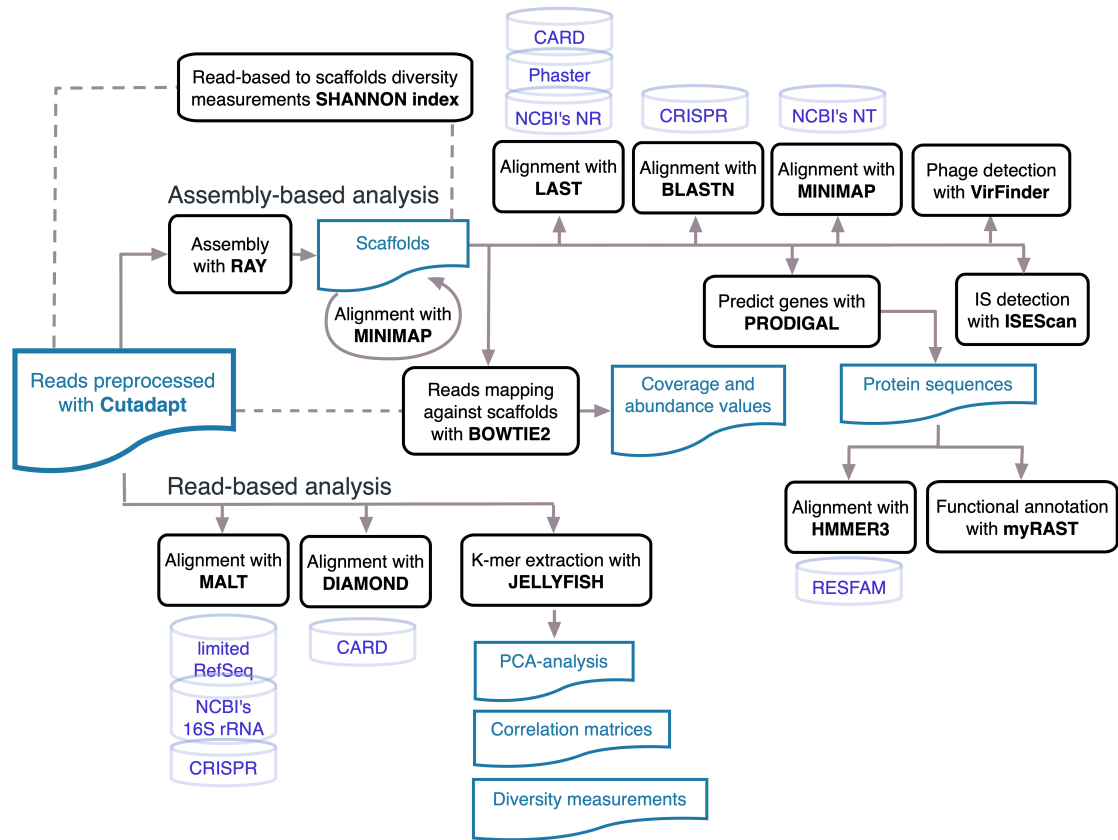 CARD
Phaster
NCBI's NR
CRISPR
NCBI's NT
Read-based to scaffolds diversity
measurements SHANNON index
Alignment with
LAST
Alignment with
BLASTN
Alignment with
MINIMAP
Phage detection
with VirFinder
Assembly-based analysis
Assembly
with RAY
Scaffolds
Alignment with
MINIMAP
Predict genes with
PRODIGAL
IS detection
with ISEScan
Reads preprocessed
with Cutadapt
Reads mapping
against scaffolds
with BOWTIE2
Coverage and
abundance values
Protein sequences
Read-based analysis
Alignment with
HMMER3
Functional annotation
with myRAST
RESFAM
Alignment with
MALT
Alignment with
DIAMOND
K-mer extraction with
JELLYFISH
limited
RefSeq
NCBI's
16S rRNA
CRISPR
CARD
PCA-analysis
Correlation matrices
Diversity measurements